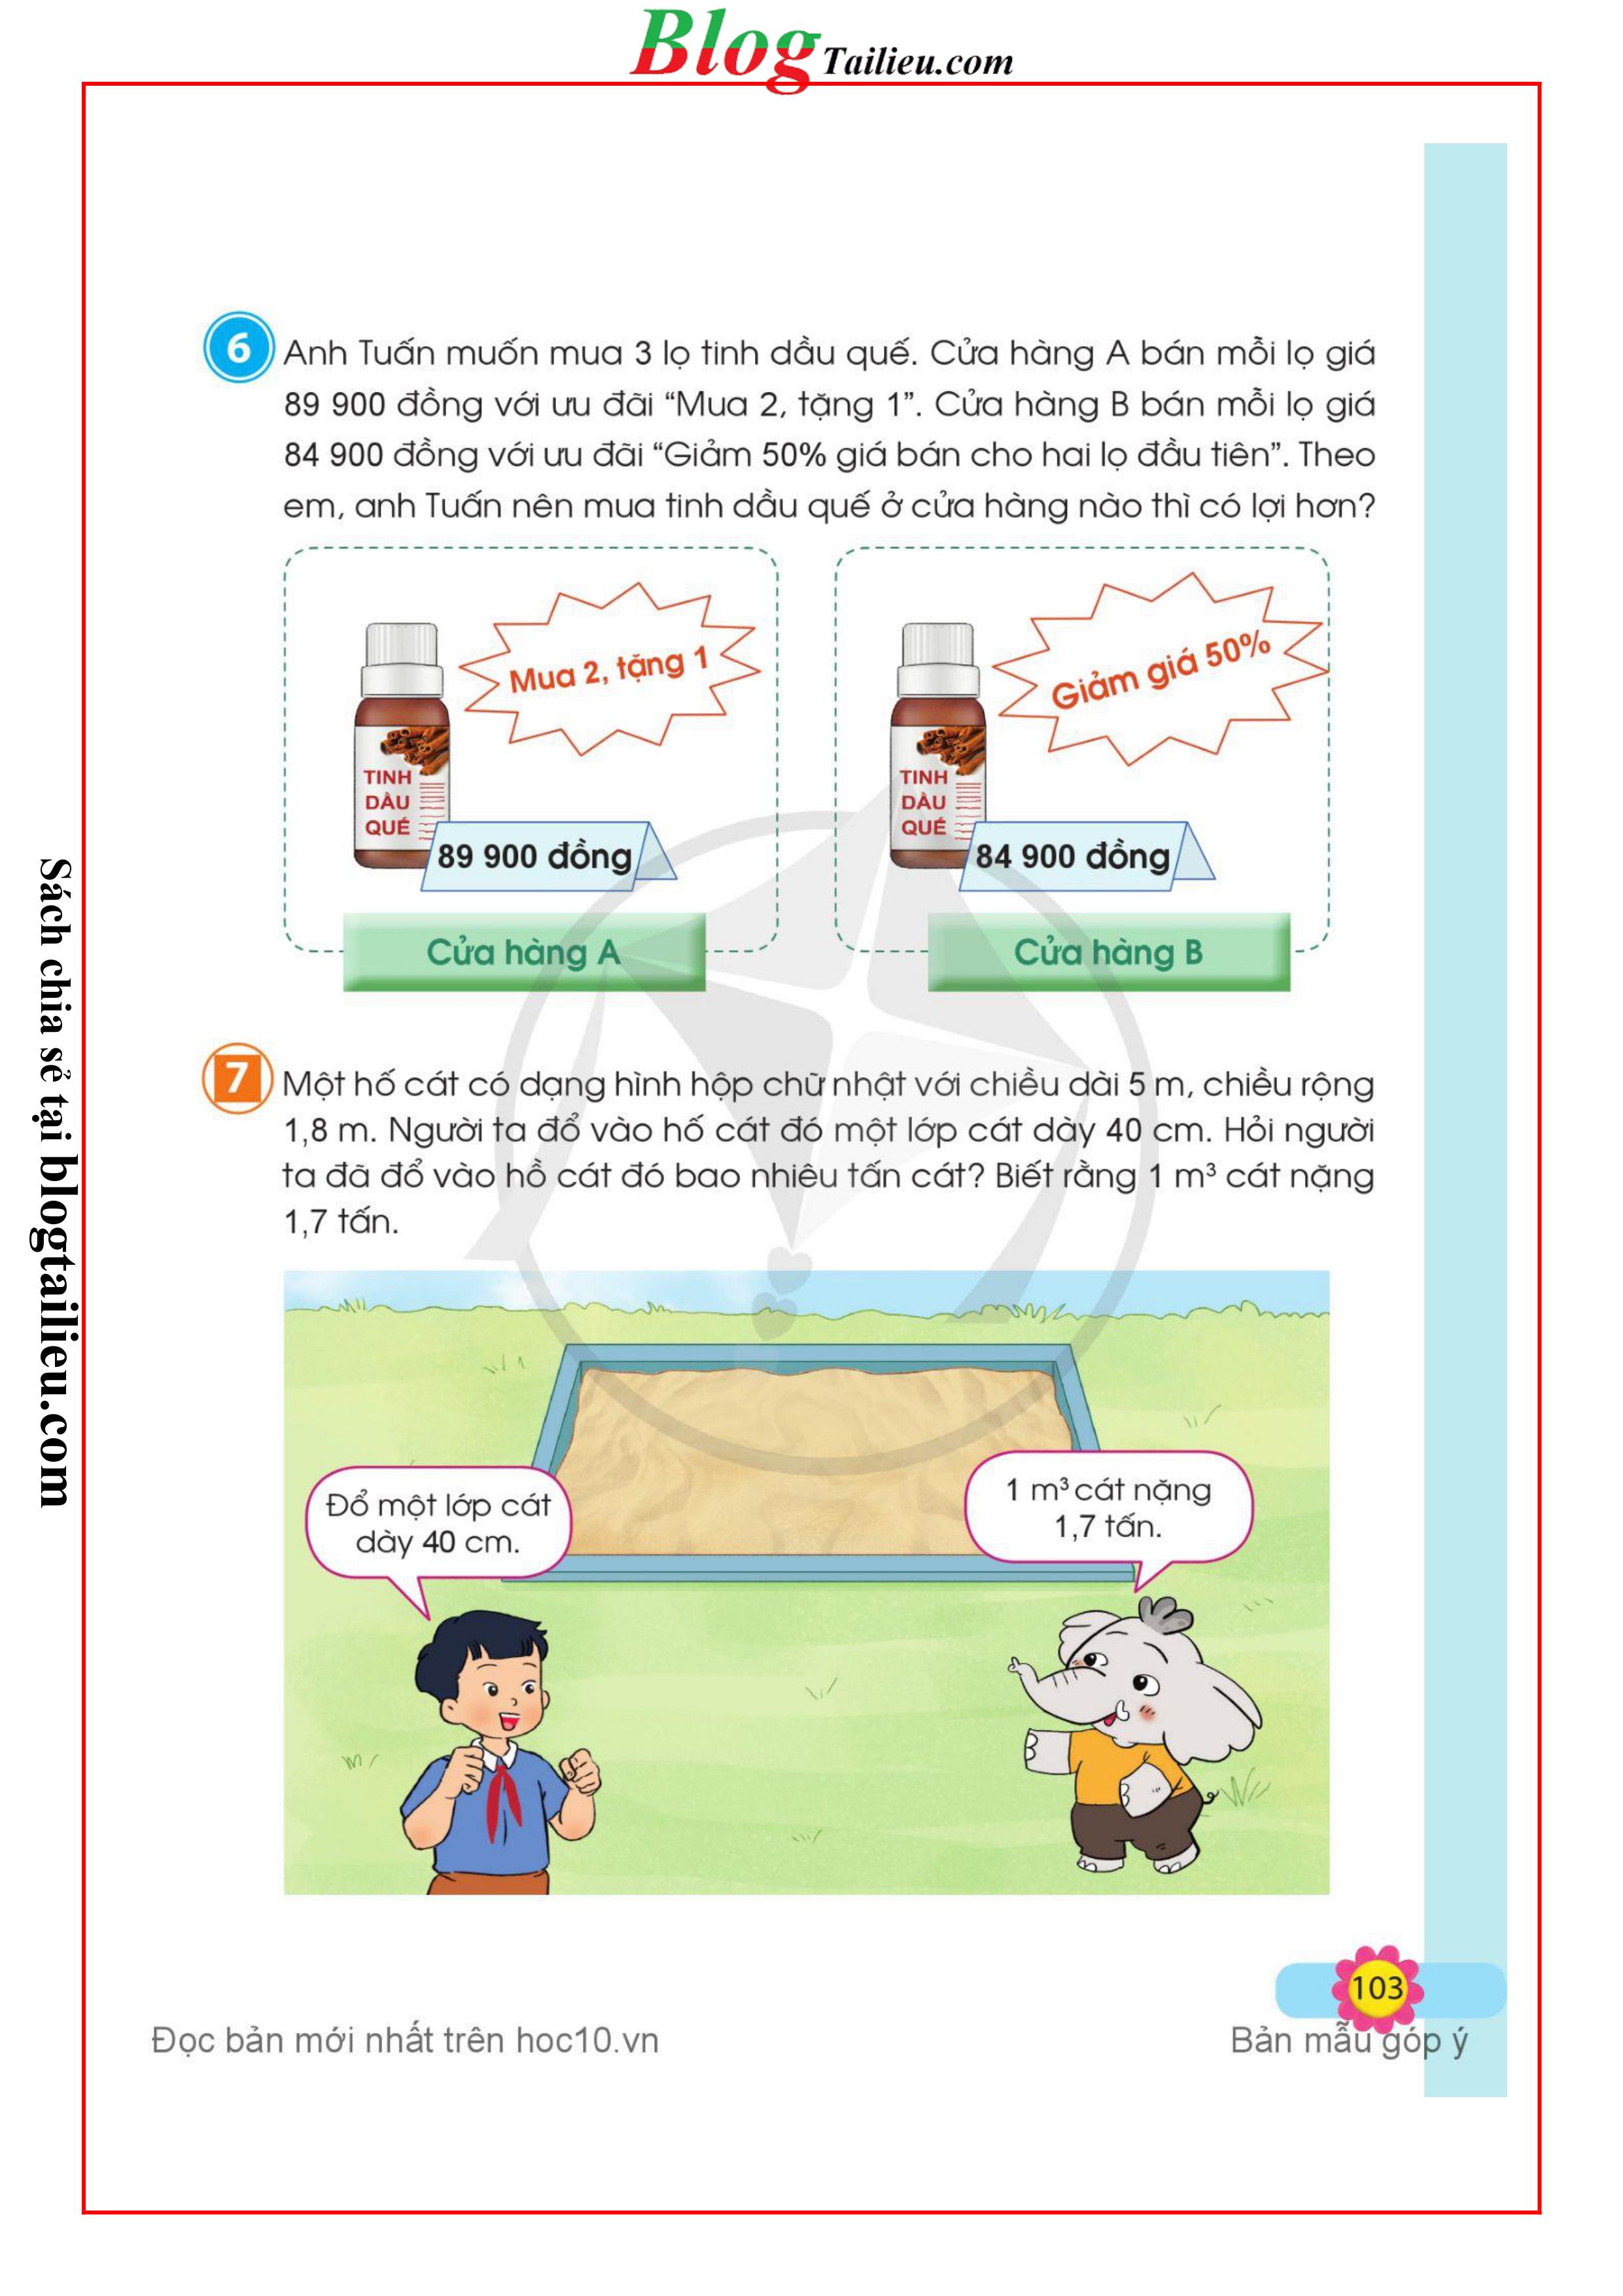 Blog Tailieu.com
6 Anh Tuấn muốn mua 3 lọ tinh dầu quế. Cửa hàng A bán mỗi lọ giá
89 900 đồng với ưu đãi “Mua 2, tặng 1”. Cửa hàng B bán mỗi lọ giá
84 900 đồng với ưu đãi “Giảm 50% giá bán cho hai lọ đầu tiên”. Theo
em, anh Tuấn nên mua tinh dầu quế ở cửa hàng nào thì có lợi hơn?
Mua 2, tặng 1
TINH
DẦU
QUẾ
89 900 đồng
Cửa hàng A
Giảm giá 50%
TINH
DẦU
QUẾ
84 900 đồng
Cửa hàng B
7 Một hố cát có dạng hình hộp chữ nhật với chiều dài 5 m, chiều rộng
1,8 m. Người ta đổ vào hố cát đó một lớp cát dày 40 cm. Hỏi người
ta đã đổ vào hồ cát đó bao nhiêu tấn cát? Biết rằng 1 m³ cát nặng
1,7 tấn.
Đổ một lớp cát
dày 40 cm.
1 m³ cát nặng
1,7 tấn.
103
Đọc bản mới nhất trên hoc10.vn
Bản mẫu góp ý
Sách chia sẻ tại blogtailieu.com